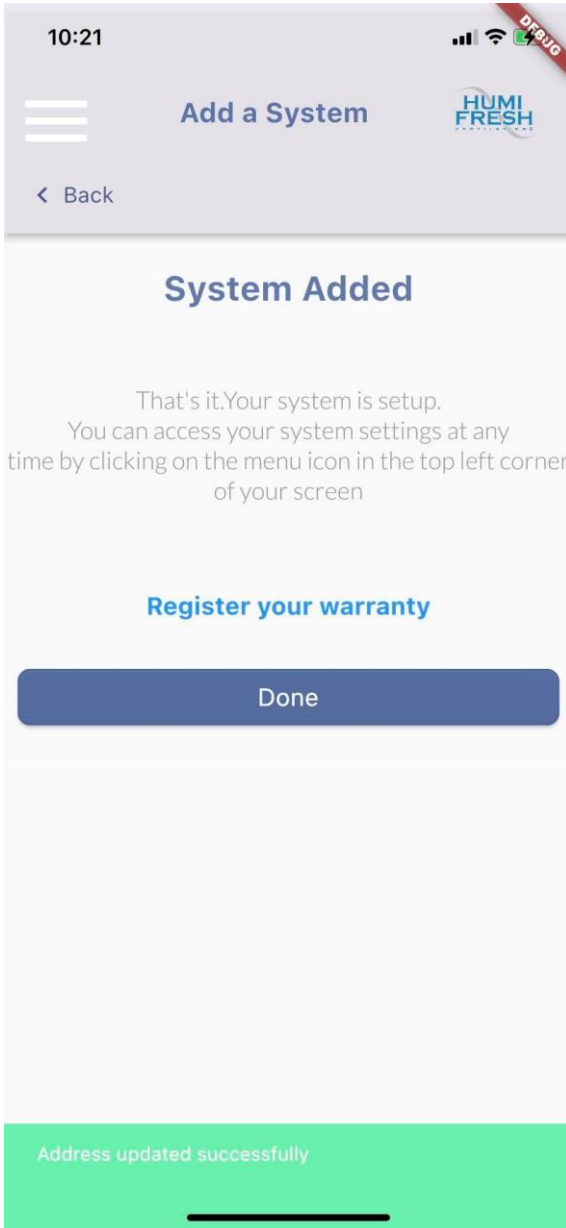 10:21
DEBUG
Add a System
HUMI
FRESH
VENTILATIONS
Back
System Added
That's it.Your system is setup.
You can access your system settings at any
time by clicking on the menu icon in the top left corner
of your screen
Register your warranty
Done
Address updated successfully